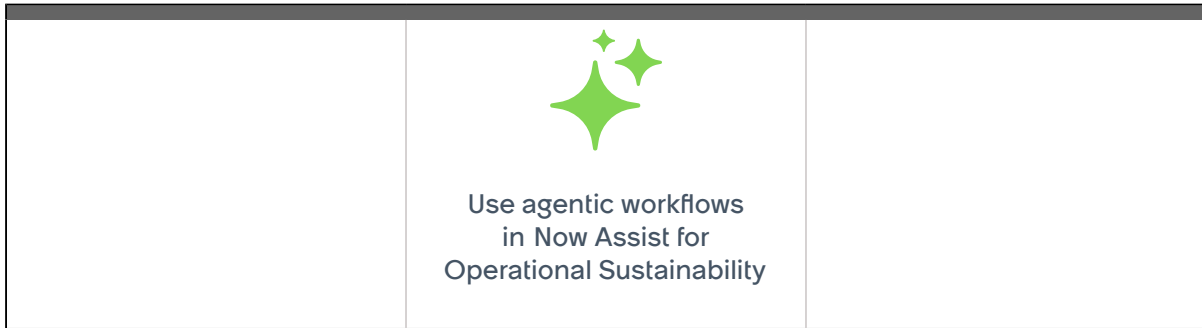 Use agentic workflows
in Now Assist for
Operational Sustainability